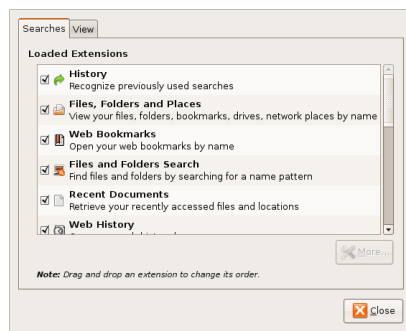 Searches View
Loaded Extensions
History
Recognize previously used searches
Files, Folders and Places
View your files, folders, bookmarks, drives, network places by name
Web Bookmarks
Open your web bookmarks by name
Files and Folders Search
Find files and folders by searching for a name pattern
Recent Documents
Retrieve your recently accessed files and locations
Web History
More...
Note: Drag and drop an extension to change its order.
Close